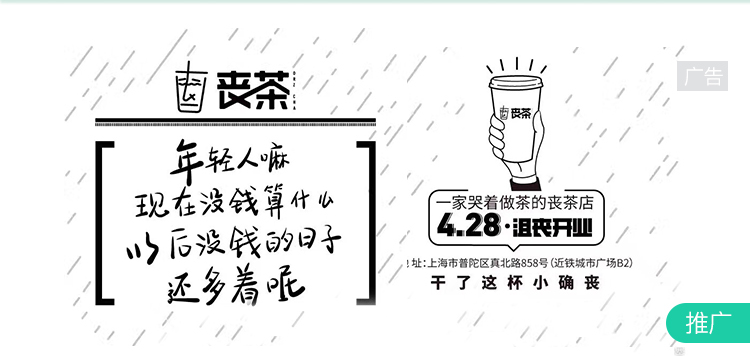 广告
丧茶
年轻人嘛
现在没钱算什么
以后没钱的日子
还多着呢
丧茶
一家哭着做茶的丧茶店
4.28·沮丧开业
址:上海市普陀区真北路858号(近铁城市广场B2)
干了这杯小确丧
推广